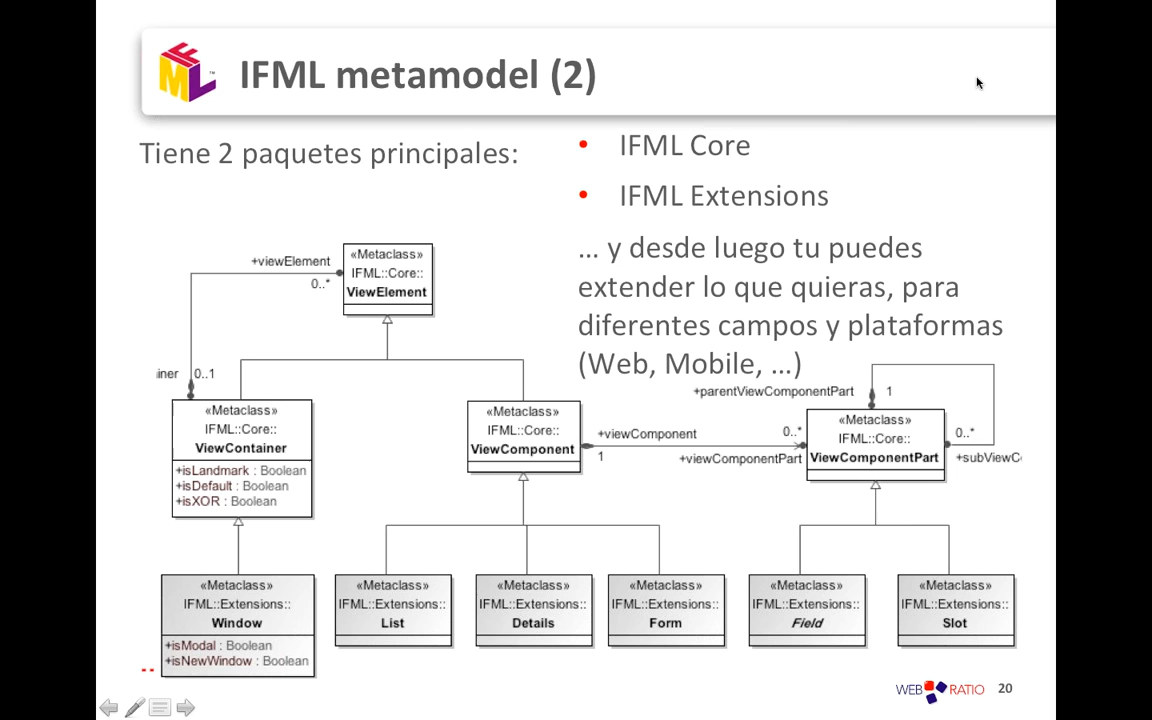 IFML metamodel (2)
Tiene 2 paquetes principales:
• IFML Core
• IFML Extensions
... y desde luego tu puedes
extender lo que quieras, para
diferentes campos y plataformas
(Web, Mobile, ...)
+viewElement
0..*
«Metaclass»
IFML::Core::
ViewElement
iner
0..1
«Metaclass»
IFML::Core::
ViewContainer
+isLandmark : Boolean
+isDefault : Boolean
+isXOR : Boolean
«Metaclass»
IFML::Core::
ViewComponent
+viewComponent
1
0..*
+viewComponentPart
+parentViewComponentPart
1
«Metaclass»
IFML::Core::
ViewComponentPart
0..*
+subViewC
«Metaclass»
IFML::Extensions::
Window
+isModal : Boolean
+isNewWindow : Boolean
«Metaclass»
IFML::Extensions::
List
«Metaclass»
IFML::Extensions::
Details
«Metaclass»
IFML::Extensions::
Form
«Metaclass»
IFML::Extensions::
Field
«Metaclass»
IFML::Extensions::
Slot
WEB RATIO
20
IFML